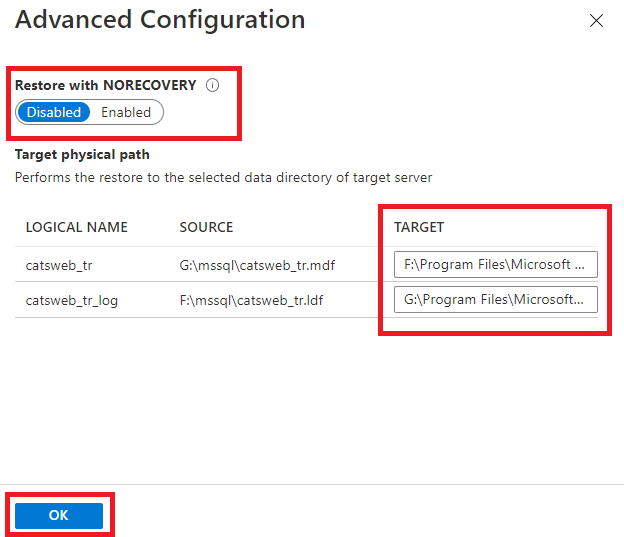 Advanced Configuration
Restore with NORECOVERY
Disabled Enabled
Target physical path
Performs the restore to the selected data directory of target server
LOGICAL NAME SOURCE TARGET
catsweb_tr G:\mssql\catsweb_tr.mdf F:\Program Files\Microsoft ...
catsweb_tr_log F:\mssql\catsweb_tr.ldf G:\Program Files\Microsoft...
OK